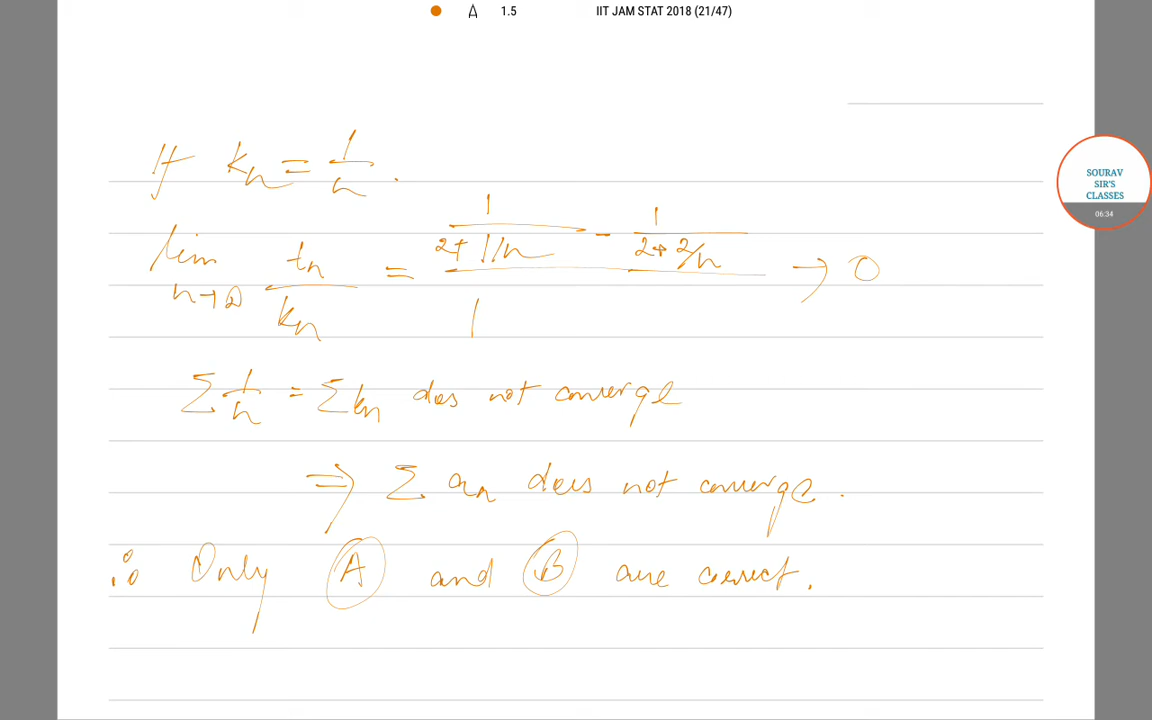 1.5 IIT JAM STAT 2018 (21/47)
If kn = 1/n .
SOURAV
SIR'S
CLASSES
06:34
lim n→∞ tn/kn = (1/(2+1/n) - 1/(2+2/n))/1 → 0
Σ 1/n = Σ kn does not converge
⇒ Σ an does not converge .
∴ Only A and B are correct .